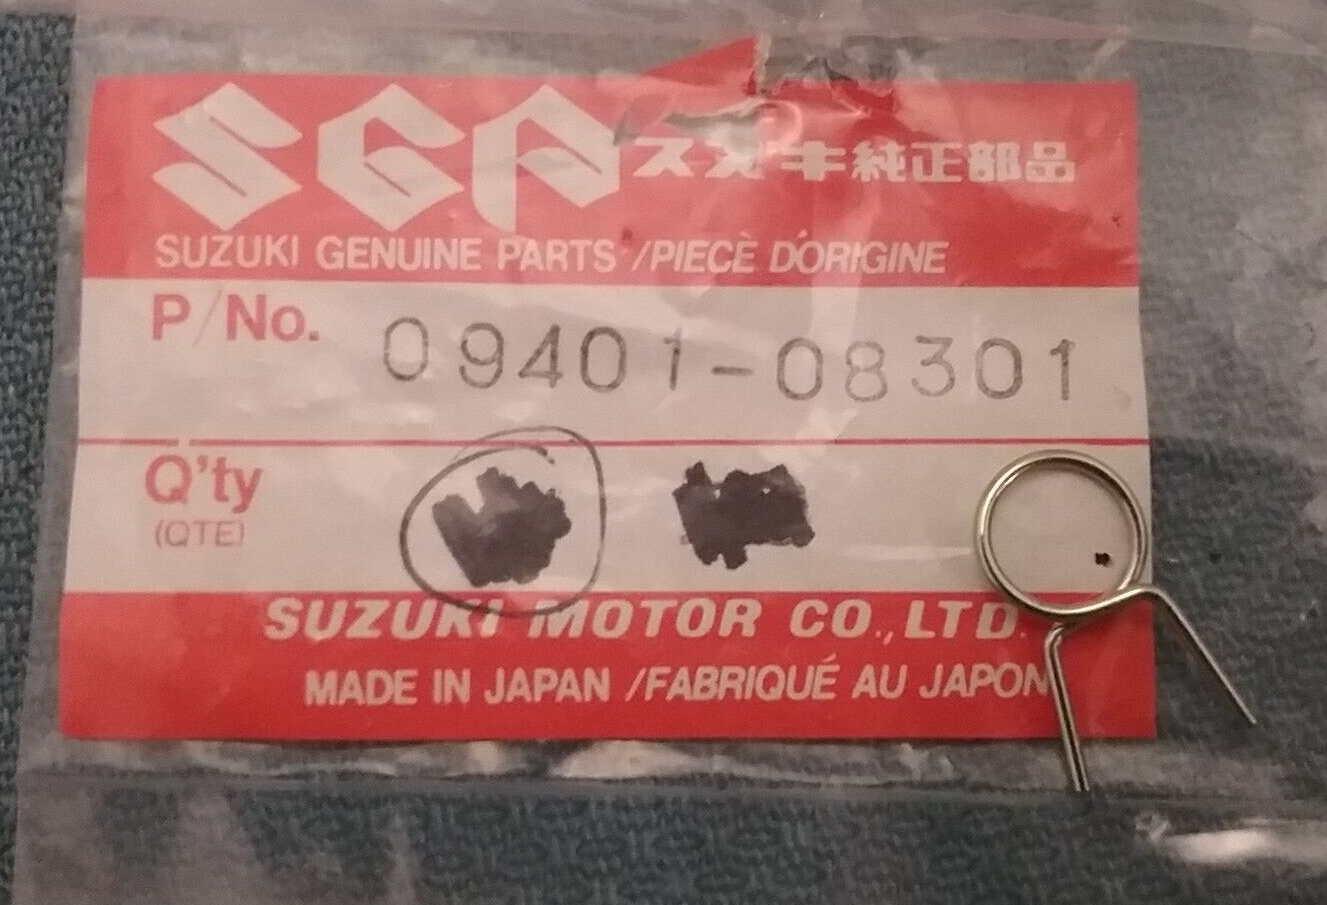 SGP スズキ純正部品
SUZUKI GENUINE PARTS /PIECÈ D'ORIGINE
P/No. 09401-08301
Q'ty
(QTE)
SUZUKI MOTOR CO.,LTD.
MADE IN JAPAN /FABRIQUÉ AU JAPON